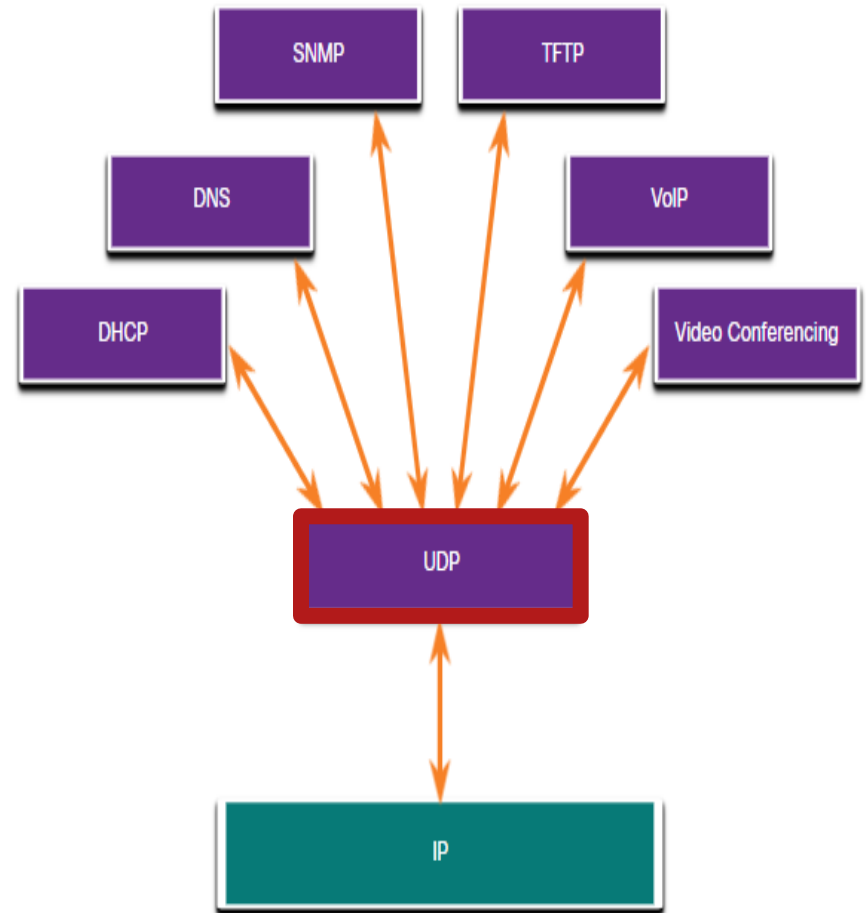 SNMP
TFTP
DNS
VoIP
DHCP
Video Conferencing
UDP
IP